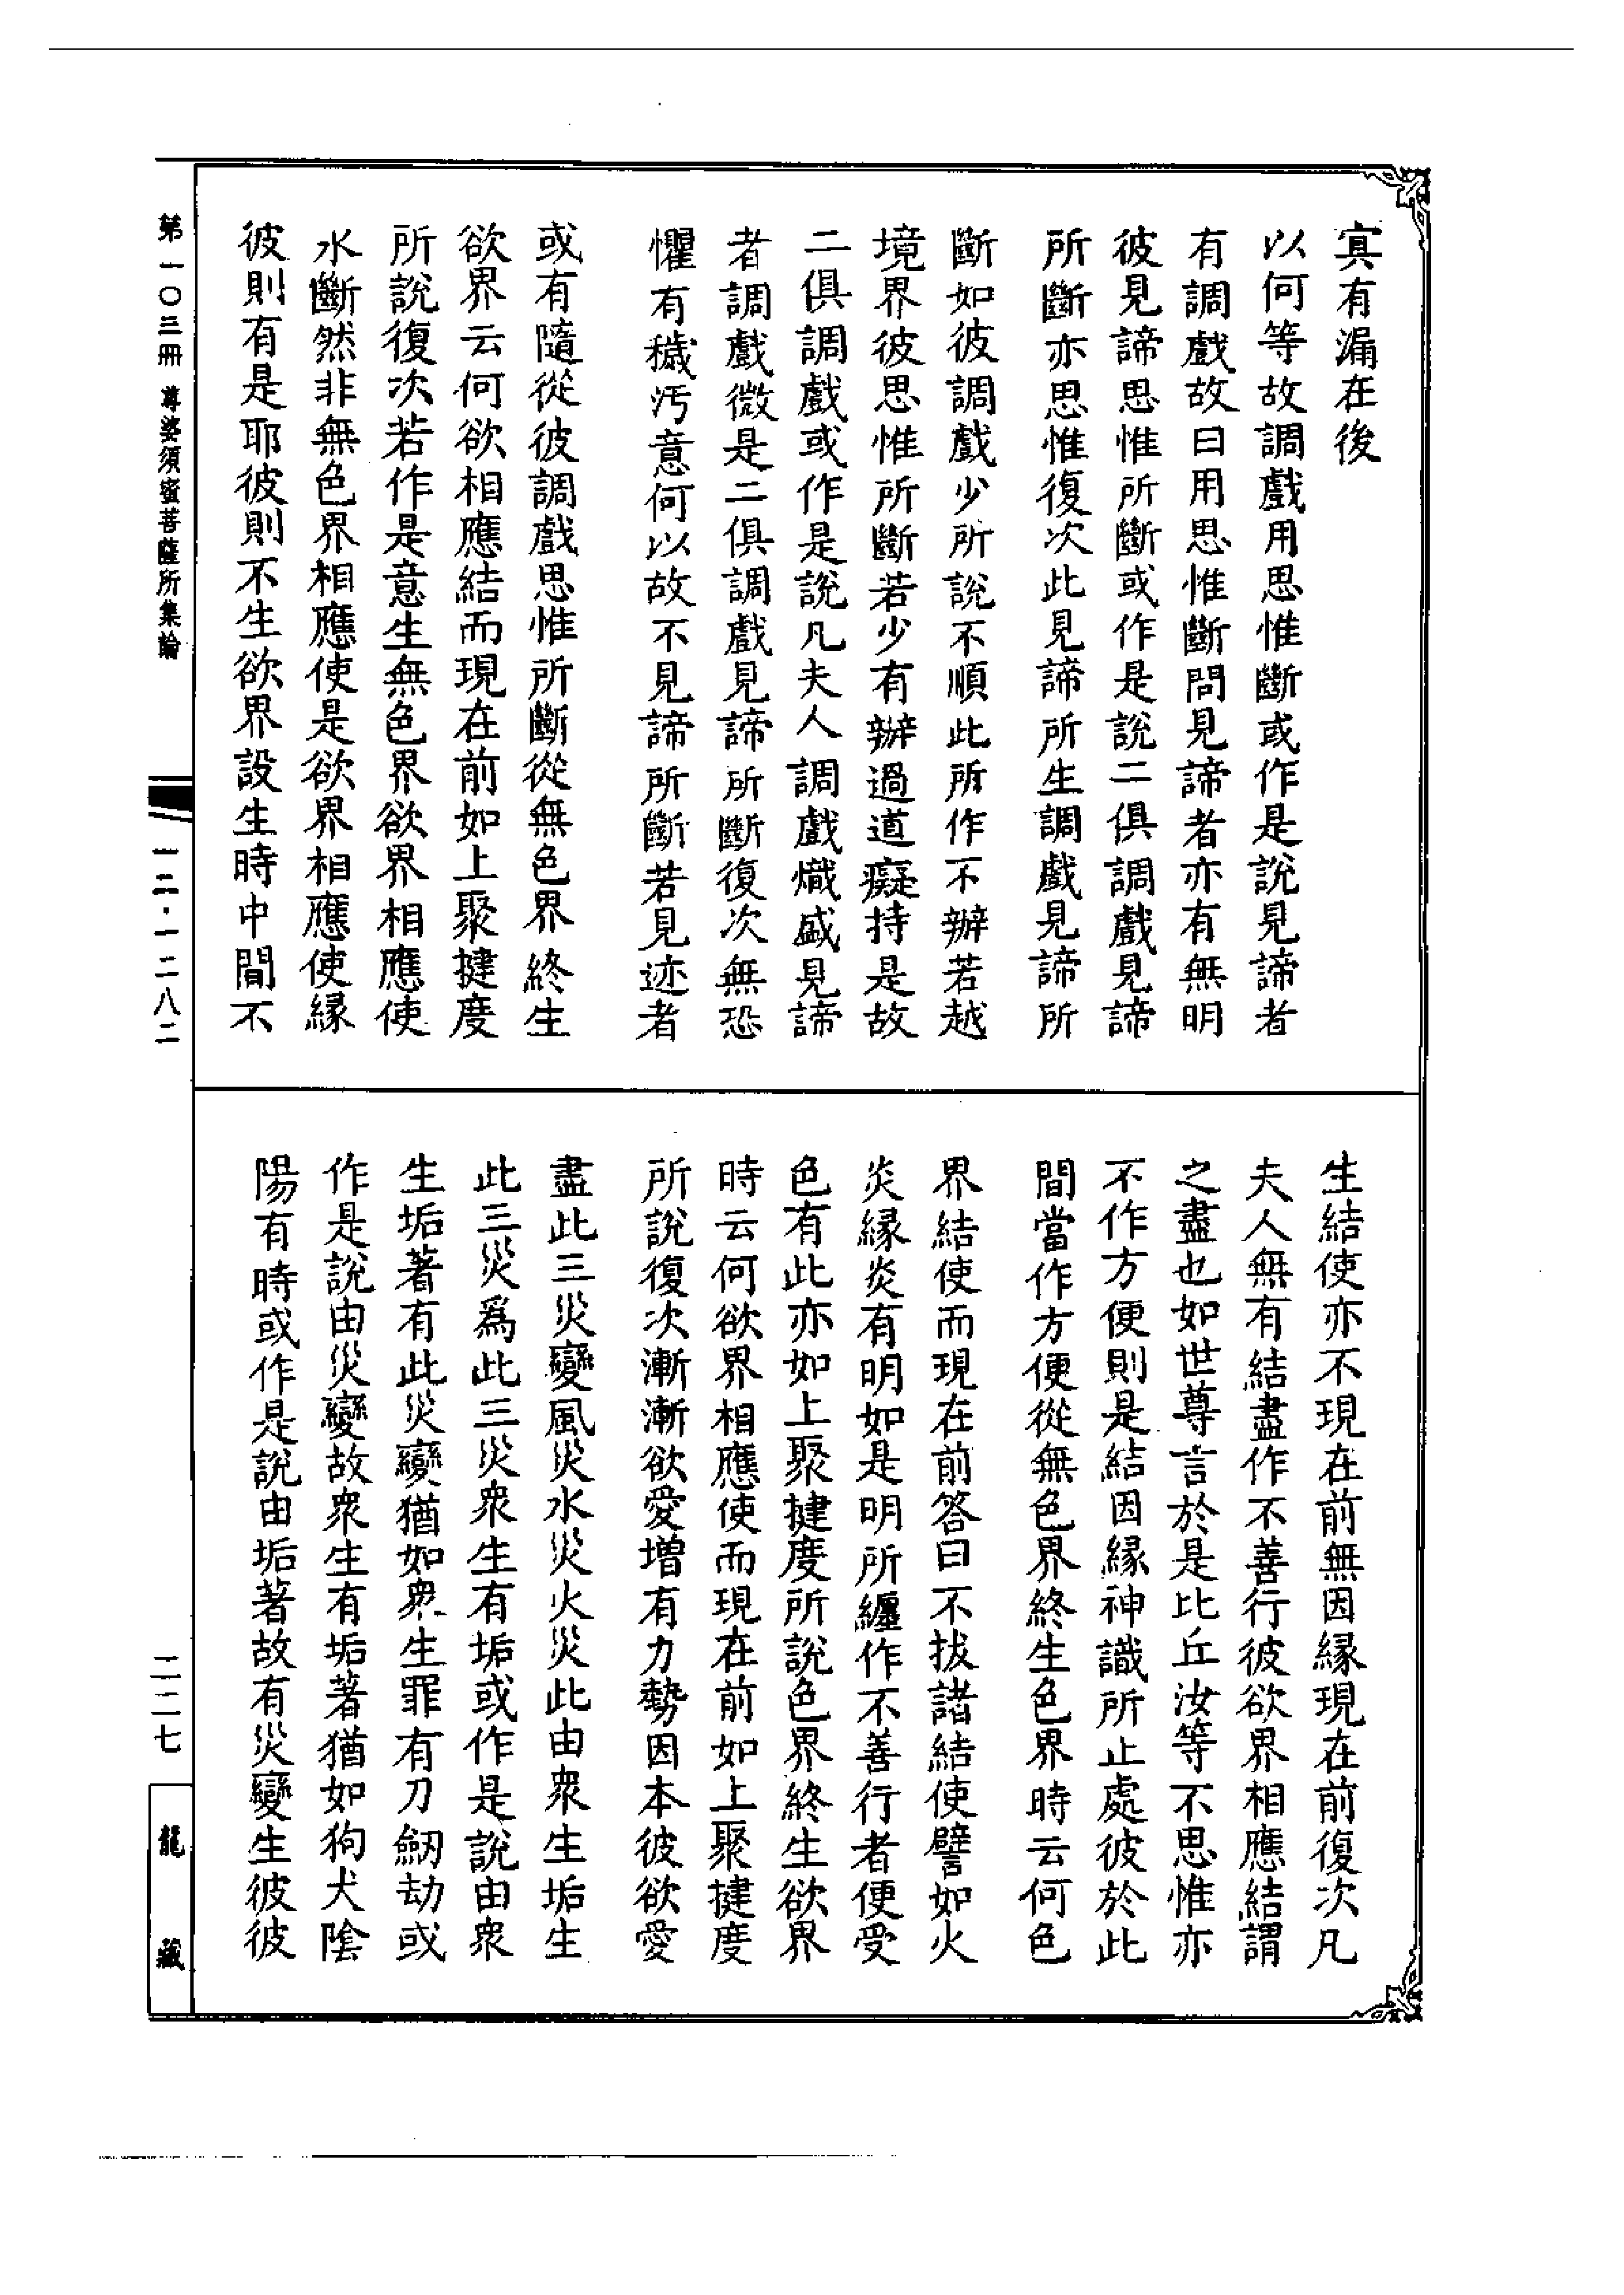 寘有漏在後
以何等故調戲用思惟斷或作是說見諦者
有調戲故曰用思惟斷問見諦者亦有無明
彼見諦思惟所斷或作是說二俱調戲見諦
所斷亦思惟復次此見諦所生調戲見諦所
斷如彼調戲少所說不順此所作不辦若越
境界彼思惟所斷若少有辦過道癡持是故
二俱調戲或作是說凡夫人調戲熾盛見諦
者調戲微是二俱調戲見諦所斷復次無恐
懼有穢汚意何以故不見諦所斷若見迹者
或有隨從彼調戲思惟所斷從無色界終生
欲界云何欲相應結而現在前如上聚揵度
所說復次若作是意生無色界欲界相應使
水斷然非無色界相應使是欲界相應使緣
彼則有是耶彼則不生欲界設生時中間不
生結使亦不現在前無因緣現在前復次凡
夫人無有結盡作不善行彼欲界相應結謂
之盡也如世尊言於是比丘汝等不思惟亦
不作方便則是結因緣神識所止處彼於此
間當作方便從無色界終生色界時云何色
界結使而現在前答曰不拔諸結使譬如火
炎緣炎有明如是明所纏作不善行者便受
色有此亦如上聚揵度所說色界終生欲界
時云何欲界相應使而現在前如上聚揵度
所說復次漸漸欲愛增有力勢因本彼欲愛
盡此三災變風災水災火災此由衆生垢生
此三災爲此三災衆生有垢或作是說由衆
生垢著有此災變猶如衆生罪有刀劒劫或
作是說由災變故衆生有垢著猶如狗犬陰
陽有時或作是說由垢著故有災變生彼彼
第一〇三冊 尊婆須蜜菩薩所集論
一二·一二八二
二二七
龍藏